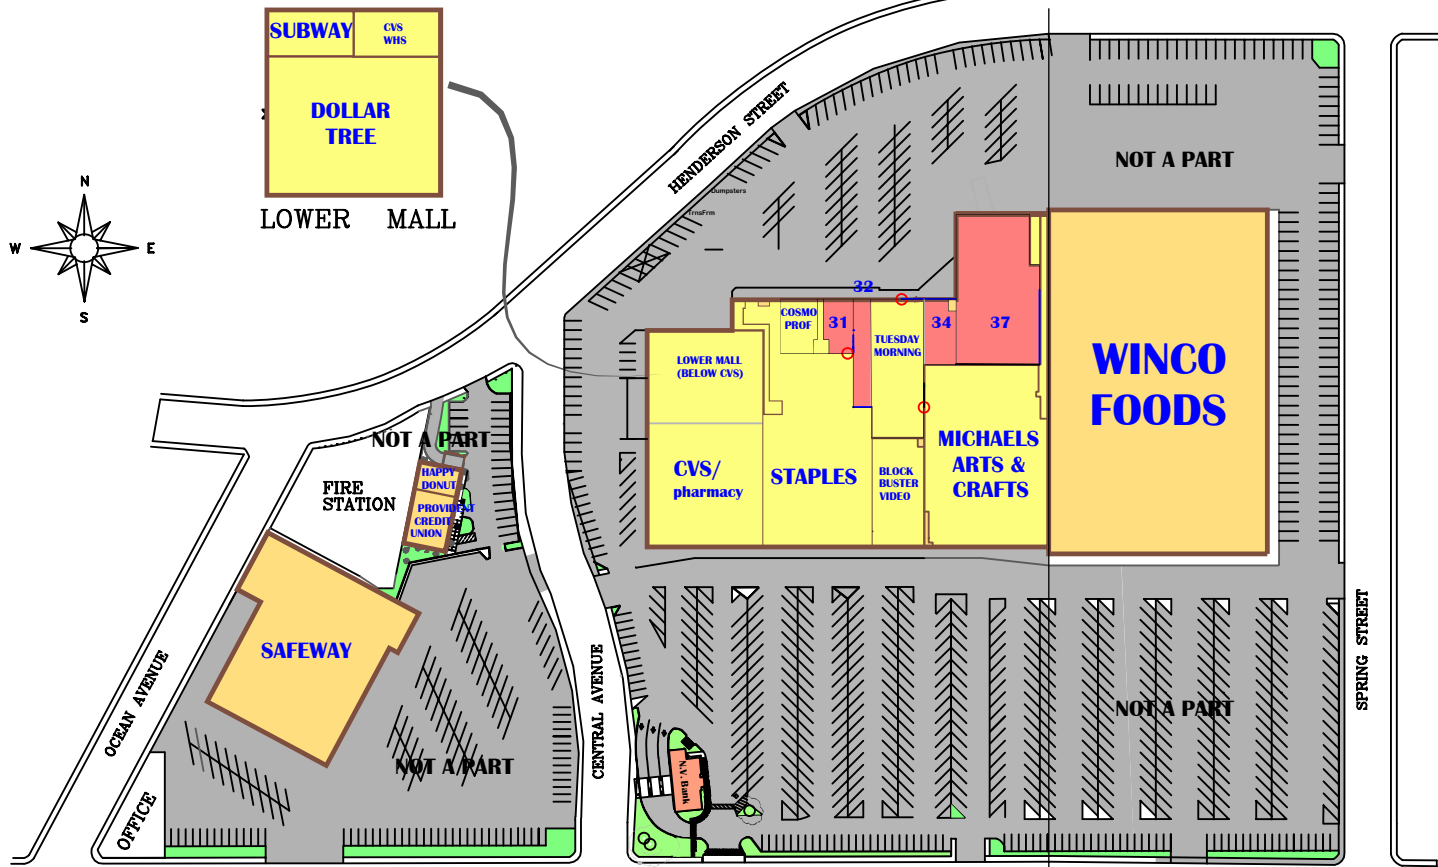 SUBWAY
CVS
WHS
DOLLAR
TREE
LOWER MALL
N
W
E
S
HENDERSON STREET
Dumpsters
TrnsFrm
NOT A PART
32
COSMO
PROF
31
TUESDAY
MORNING
34
37
LOWER MALL
(BELOW CVS)
WINCO
FOODS
CVS/
pharmacy
STAPLES
BLOCK
BUSTER
VIDEO
MICHAELS
ARTS &
CRAFTS
NOT A PART
HAPPY
DONUT
PROVIDENT
CREDIT
UNION
FIRE
STATION
SAFEWAY
OCEAN AVENUE
CENTRAL AVENUE
SPRING STREET
NOT A PART
NOT A PART
N.V. Bank
OFFICE